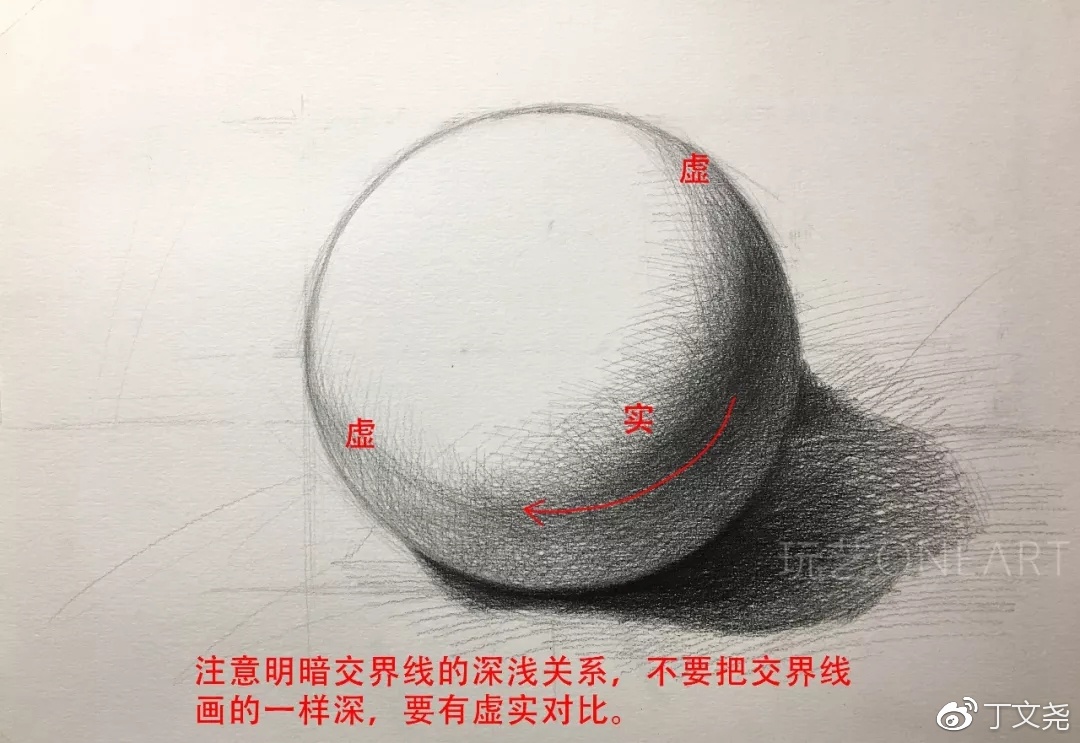 虚
实
虚
玩艺ONEART
注意明暗交界线的深浅关系，不要把交界线
画的一样深，要有虚实对比。
丁文尧